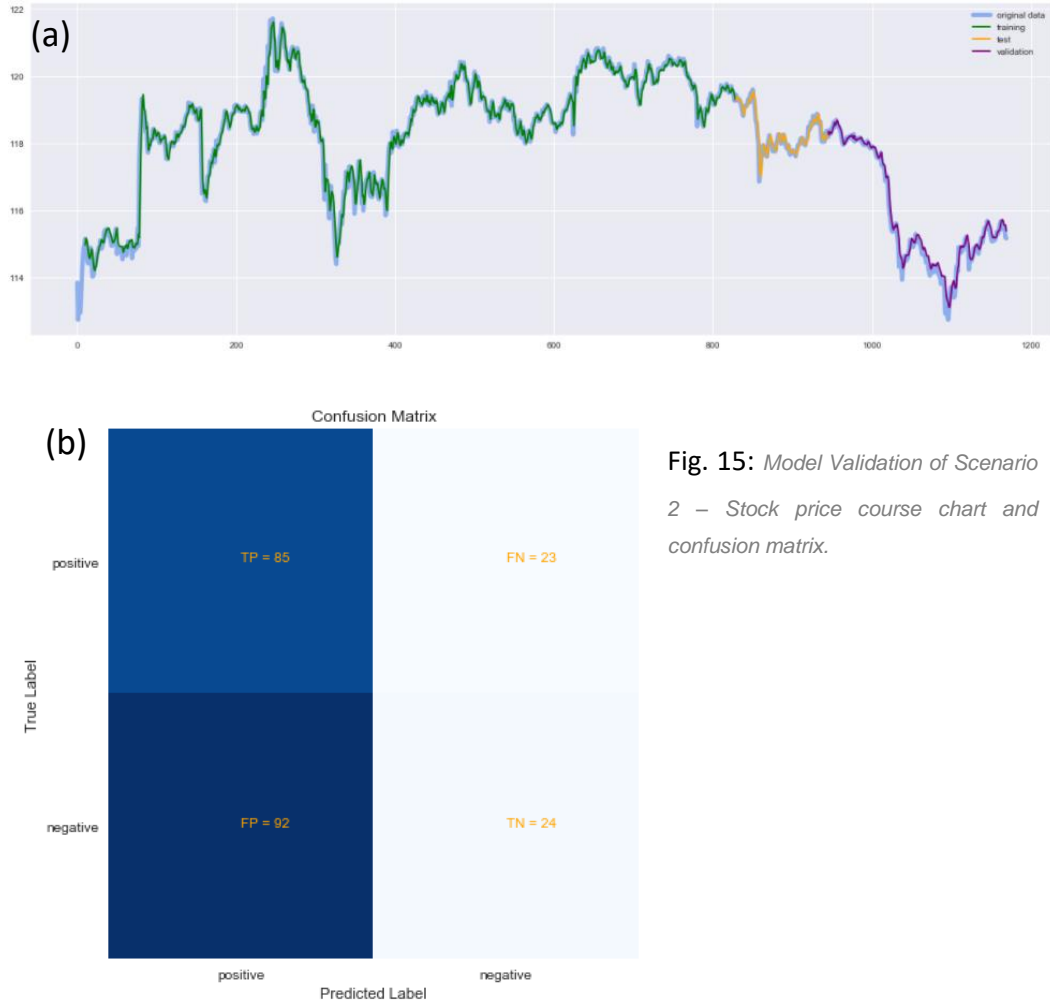 (a)
122
120
118
116
114
0
200
400
600
800
1000
1200
original data
training
test
validation
(b)
Confusion Matrix
True Label
positive
negative
TP = 85
FN = 23
FP = 92
TN = 24
positive
negative
Predicted Label
Fig. 15: Model Validation of Scenario
2 – Stock price course chart and
confusion matrix.